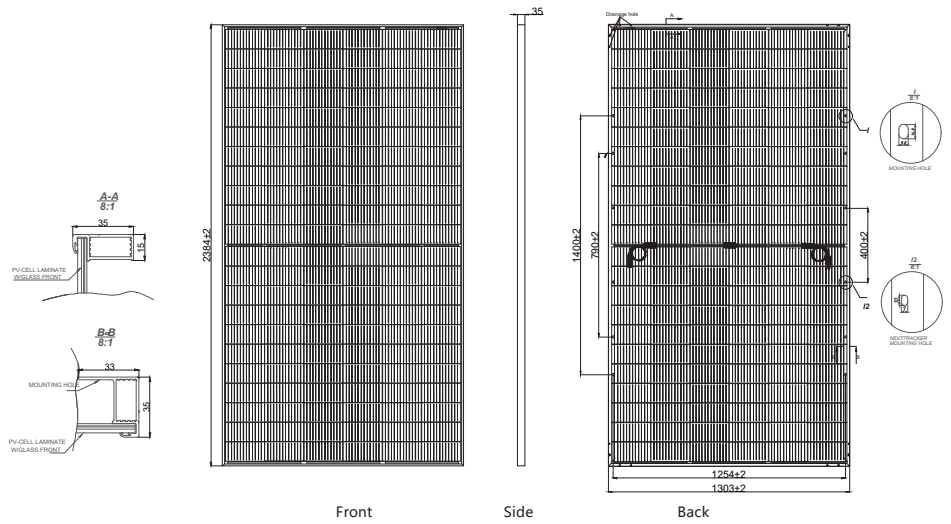 35
Drainage hole
A
I
8:1
MOUNTING HOLE
I
A-A
8:1
35
15
PV-CELL LAMINATE
W/GLASS FRONT
2384±2
1400±2
790±2
400±2
I2
I2
8:1
NEXTTRACKER
MOUNTING HOLE
B-B
8:1
33
MOUNTING HOLE
35
PV-CELL LAMINATE
W/GLASS FRONT
B
1254±2
1303±2
Front
Side
Back